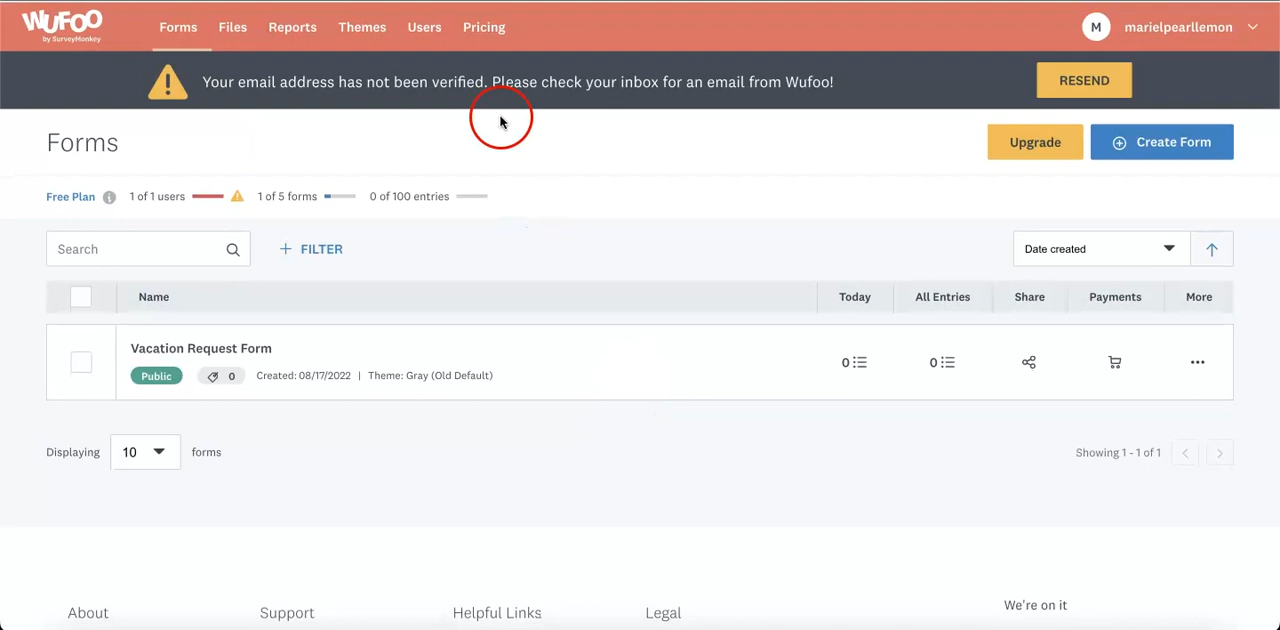 WUFOO
by SurveyMonkey
Forms Files Reports Themes Users Pricing
M marielpearllemon
Your email address has not been verified. Please check your inbox for an email from Wufoo!
RESEND
Forms
Upgrade
Create Form
Free Plan i 1 of 1 users 1 of 5 forms 0 of 100 entries
Search
+ FILTER
Date created
Name Today All Entries Share Payments More
Vacation Request Form
0 0
Public 0 Created: 08/17/2022 | Theme: Gray (Old Default)
Displaying 10 forms
Showing 1 - 1 of 1
We're on it
About Support Helpful Links Legal